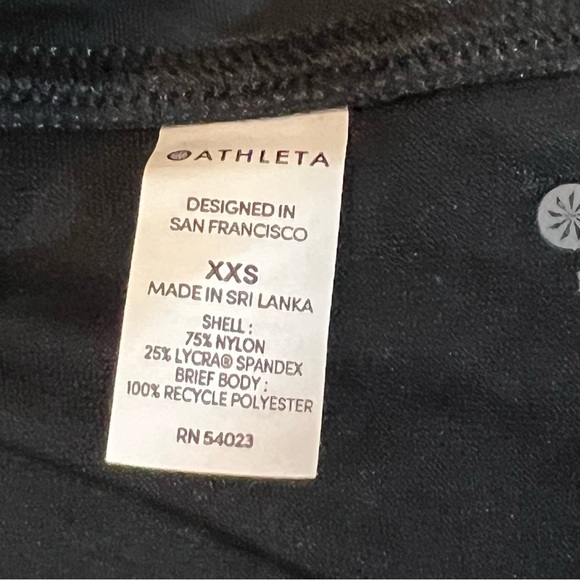 ATHLETA
DESIGNED IN
SAN FRANCISCO
XXS
MADE IN SRI LANKA
SHELL :
75% NYLON
25% LYCRA® SPANDEX
BRIEF BODY :
100% RECYCLE POLYESTER
RN 54023